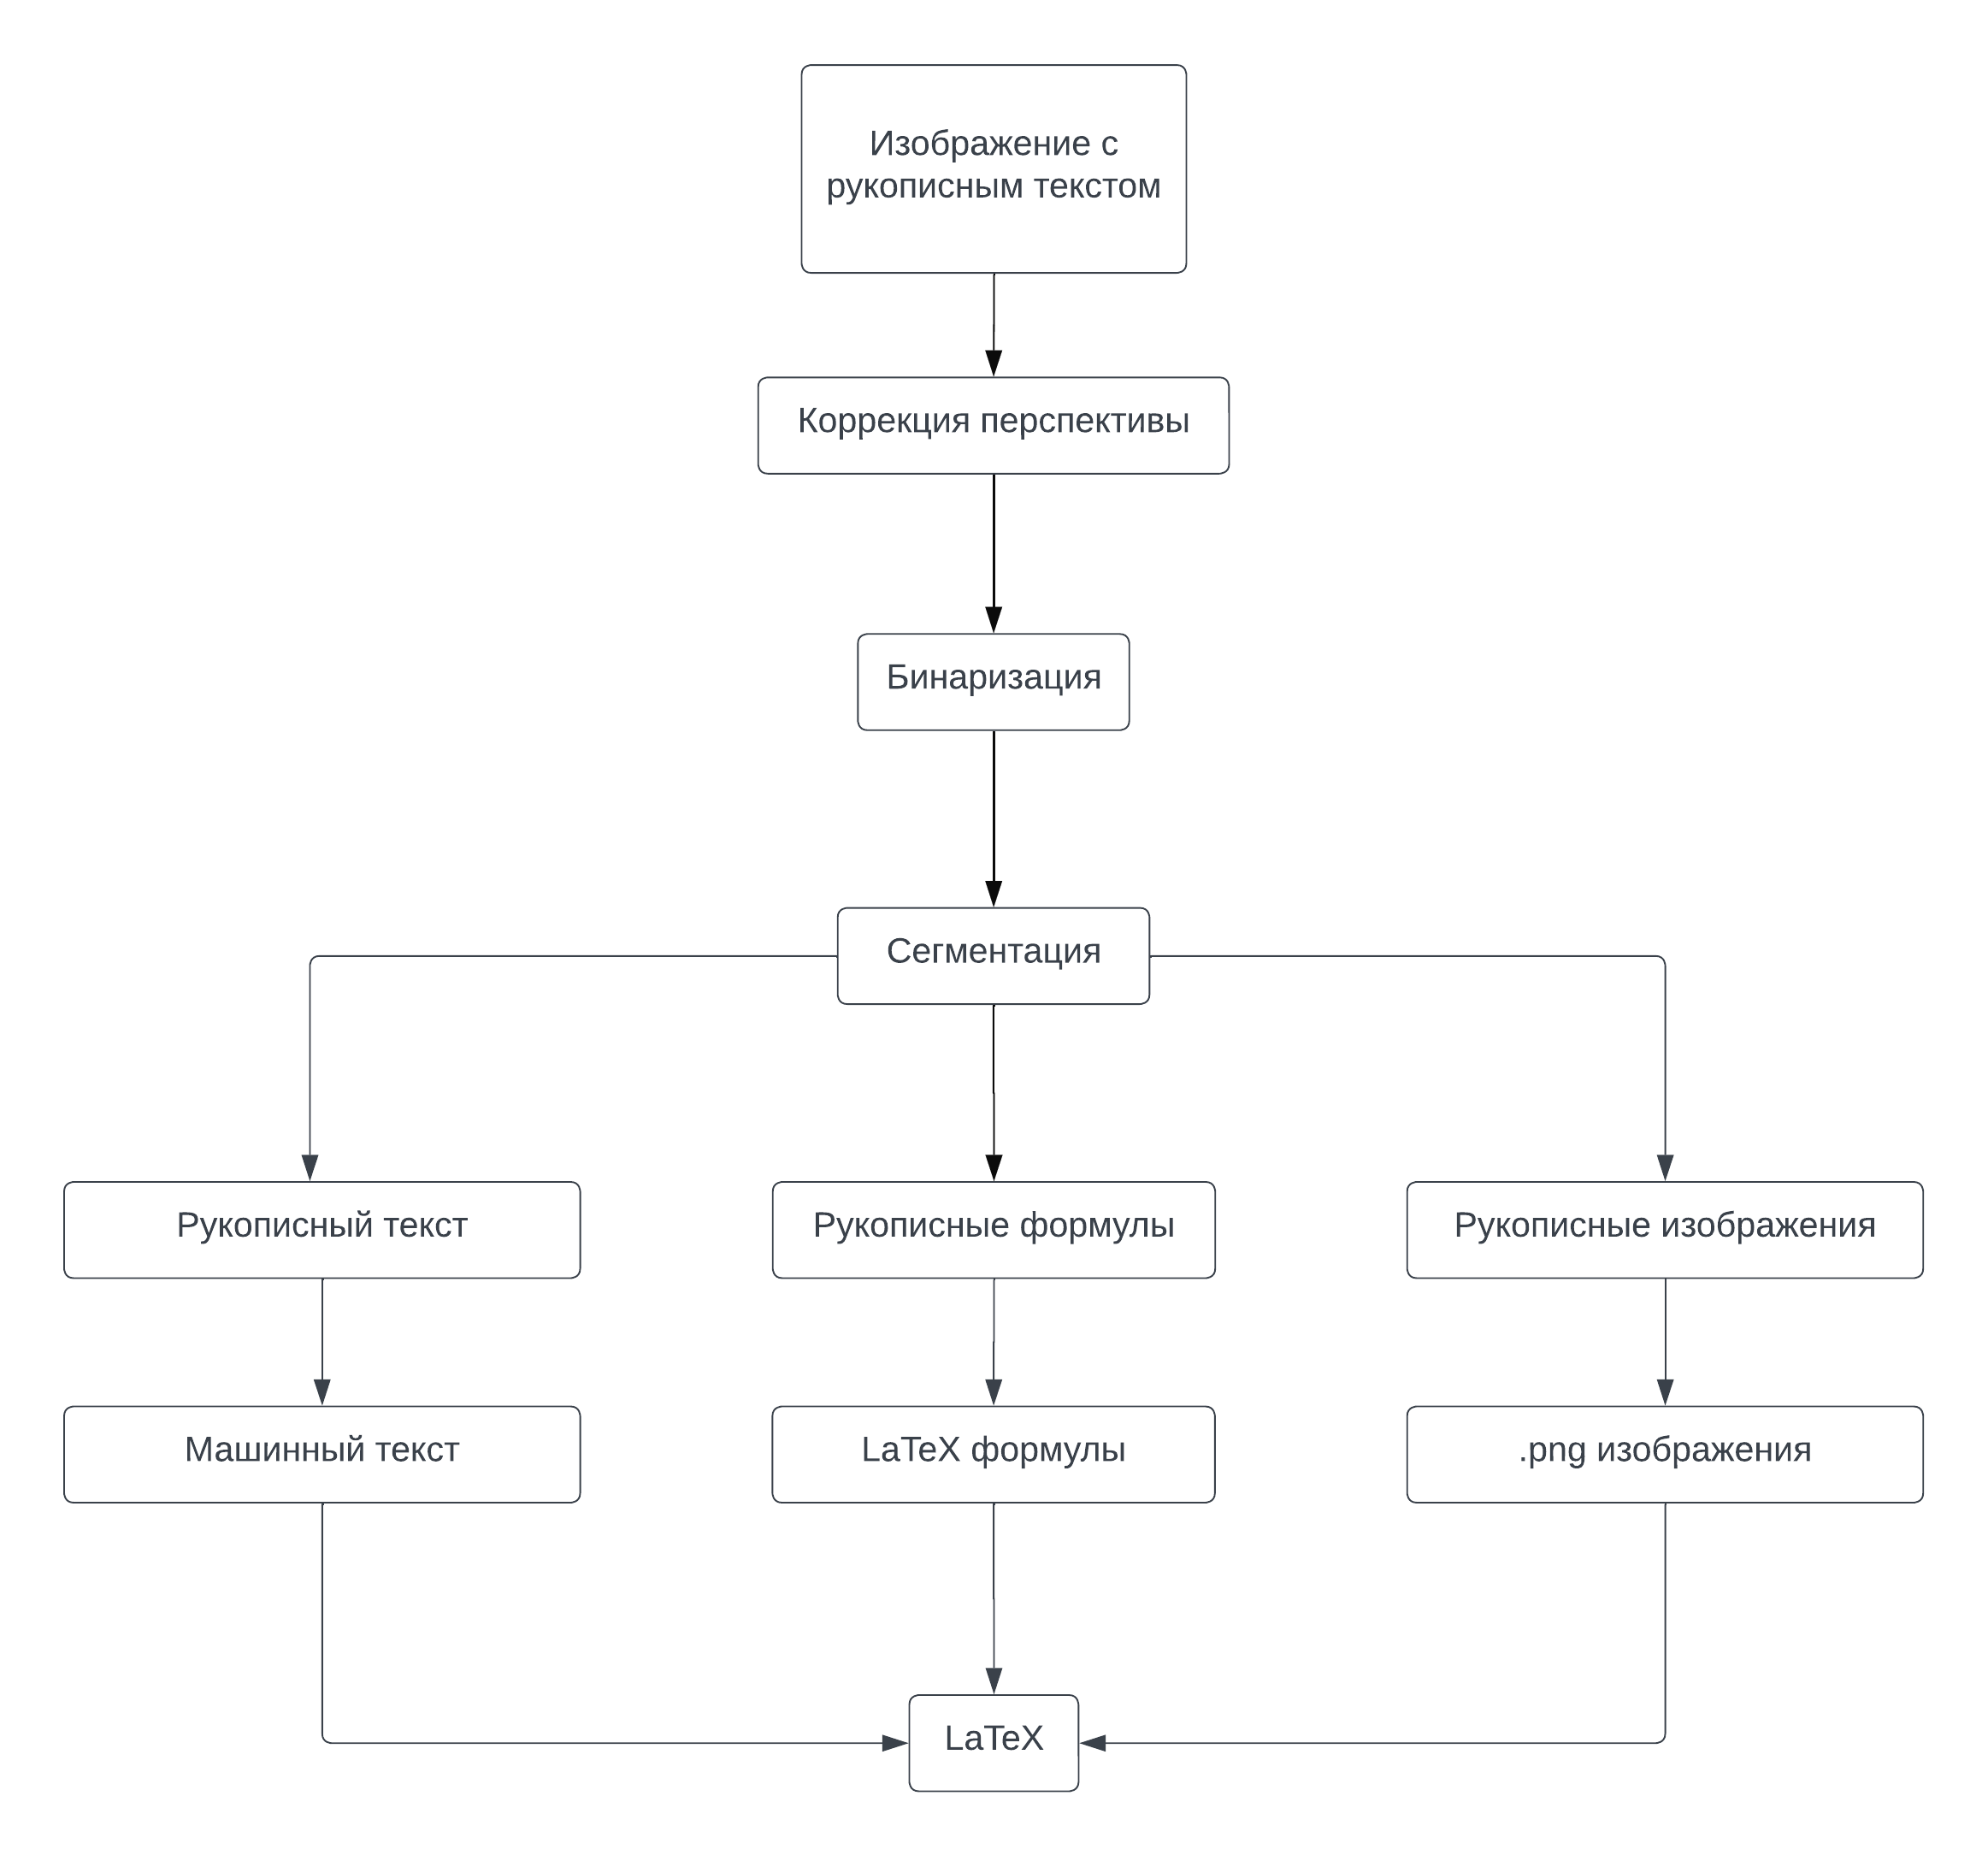 Изображение с
рукописным текстом
Коррекция перспективы
Бинаризация
Сегментация
Рукописный текст
Рукописные формулы
Рукописные изображения
Машинный текст
LaTeX формулы
.png изображения
LaTeX